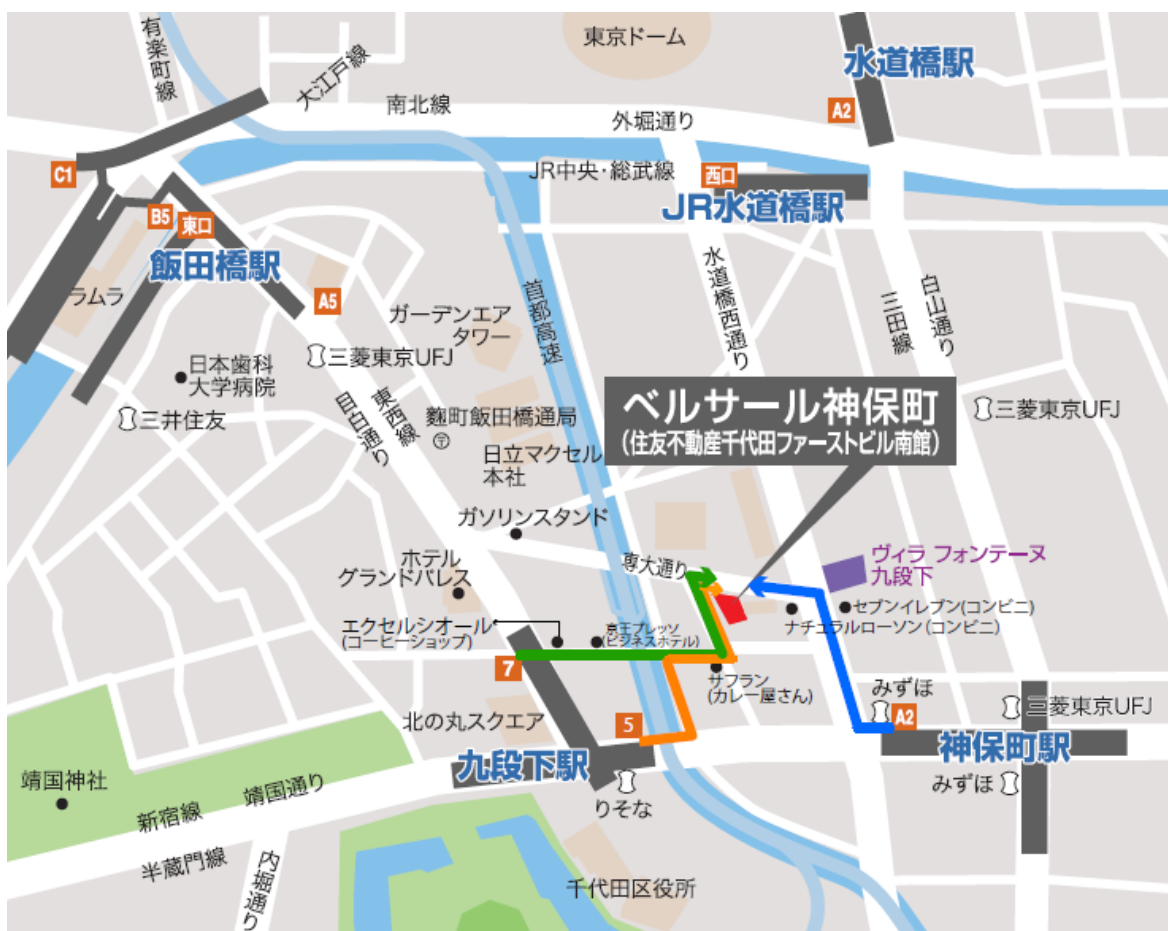 東京ドーム
水道橋駅
有楽町線
大江戸線
南北線
外堀通り
A2
C1
JR中央・総武線
西口
JR水道橋駅
B5
東口
飯田橋駅
水道橋西通り
白山通り
三田線
首都高速
ラムラ
A5
ガーデンエア
タワー
三菱東京UFJ
日本歯科
大学病院
三井住友
東西線
目白通り
麴町飯田橋通局
〒
日立マクセル
本社
ベルサール神保町
(住友不動産千代田ファーストビル南館)
三菱東京UFJ
ガソリンスタンド
専大通り
ヴィラ フォンテーヌ
九段下
ホテル
グランドパレス
セブンイレブン(コンビニ)
ナチュラルローソン(コンビニ)
エクセルシオール
(コーヒーショップ)
京王プレッソ
(ビジネスホテル)
7
サフラン
(カレー屋さん)
みずほ
A2
三菱東京UFJ
北の丸スクエア
5
神保町駅
九段下駅
靖国神社
靖国通り
新宿線
りそな
みずほ
半蔵門線
内堀通り
千代田区役所